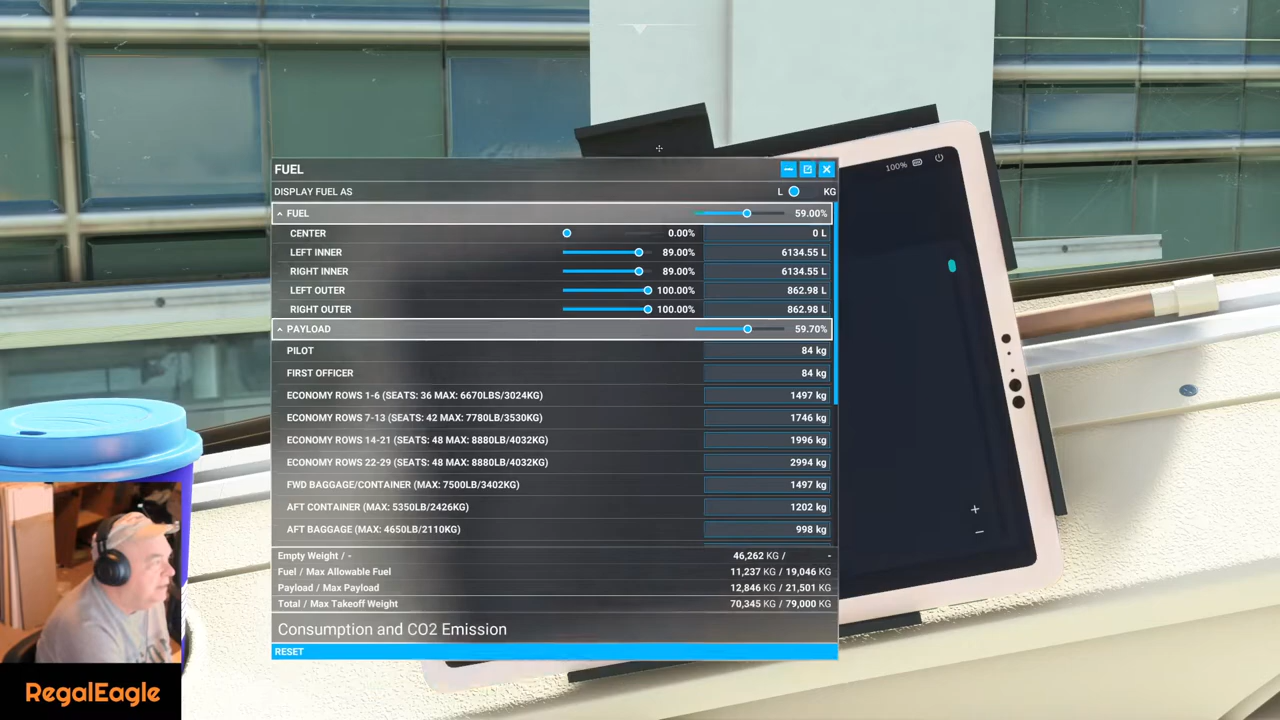 100%
FUEL
DISPLAY FUEL AS L KG
FUEL 59.00%
CENTER 0.00% 0 L
LEFT INNER 89.00% 6134.55 L
RIGHT INNER 89.00% 6134.55 L
LEFT OUTER 100.00% 862.98 L
RIGHT OUTER 100.00% 862.98 L
PAYLOAD 59.70%
PILOT 84 kg
FIRST OFFICER 84 kg
ECONOMY ROWS 1-6 (SEATS: 36 MAX: 6670LBS/3024KG) 1497 kg
ECONOMY ROWS 7-13 (SEATS: 42 MAX: 7780LB/3530KG) 1746 kg
ECONOMY ROWS 14-21 (SEATS: 48 MAX: 8880LB/4032KG) 1996 kg
ECONOMY ROWS 22-29 (SEATS: 48 MAX: 8880LB/4032KG) 2994 kg
FWD BAGGAGE/CONTAINER (MAX: 7500LB/3402KG) 1497 kg
AFT CONTAINER (MAX: 5350LB/2426KG) 1202 kg
AFT BAGGAGE (MAX: 4650LB/2110KG) 998 kg
Empty Weight / - 46,262 KG / -
Fuel / Max Allowable Fuel 11,237 KG / 19,046 KG
Payload / Max Payload 12,846 KG / 21,501 KG
Total / Max Takeoff Weight 70,345 KG / 79,000 KG
Consumption and CO2 Emission
RESET
RegalEagle